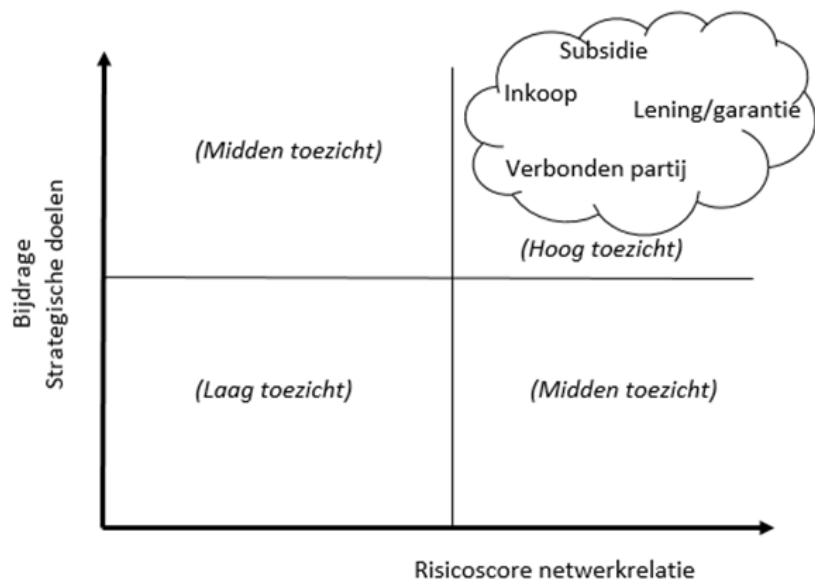 Subsidie
Inkoop
Lening/garantie
(Midden toezicht)
Verbonden partij
(Hoog toezicht)
Bijdrage
Strategische doelen
(Laag toezicht)
(Midden toezicht)
Risicoscore netwerkrelatie